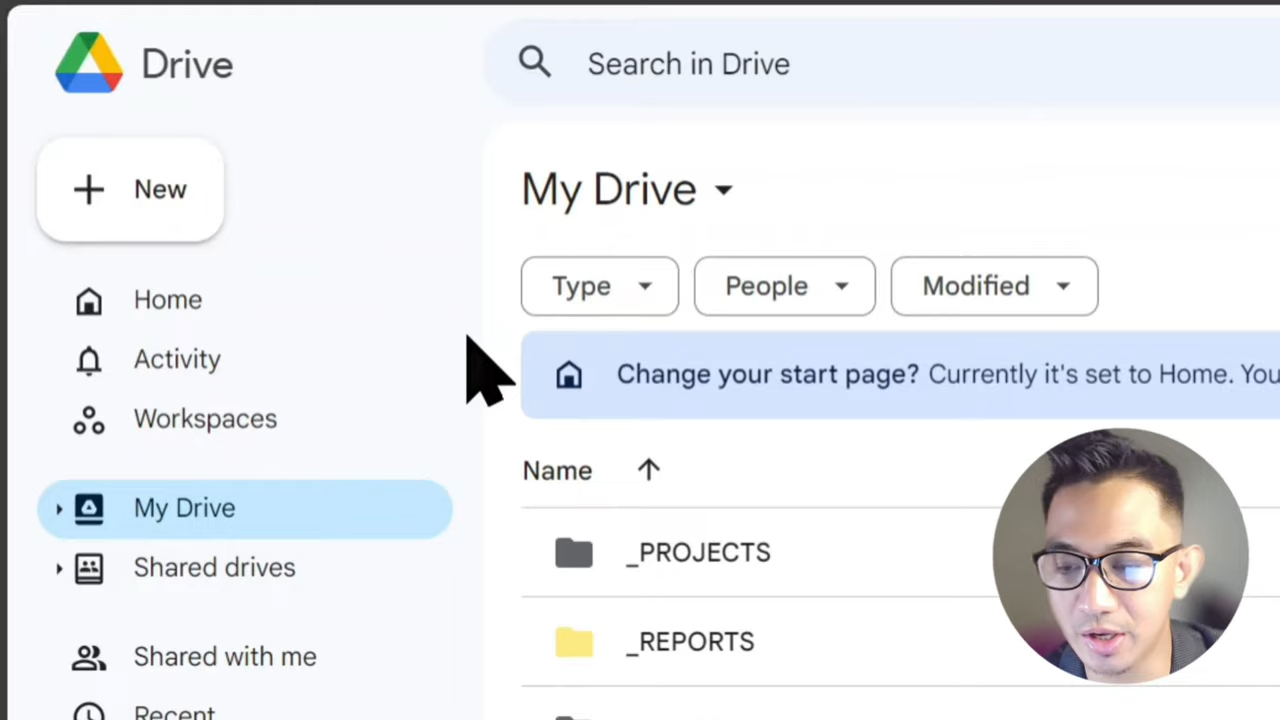 Drive
Search in Drive
New
My Drive
Type
People
Modified
Home
Activity
Workspaces
Change your start page? Currently it's set to Home. You
Name
My Drive
Shared drives
Shared with me
Recent
_PROJECTS
_REPORTS